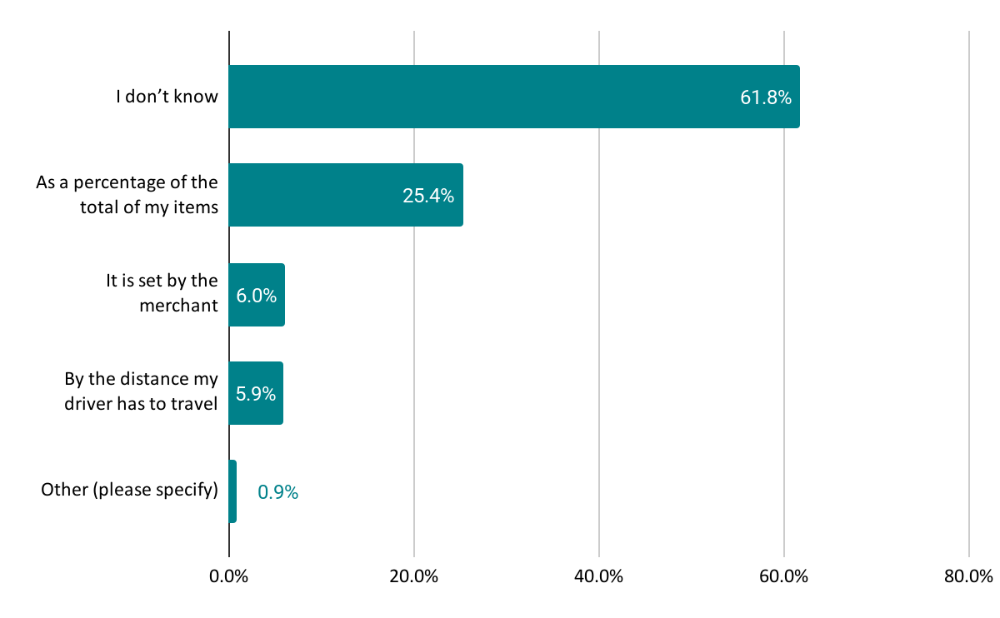 I don’t know
61.8%
As a percentage of the
total of my items
25.4%
It is set by the
merchant
6.0%
By the distance my
driver has to travel
5.9%
Other (please specify)
0.9%
0.0%
20.0%
40.0%
60.0%
80.0%